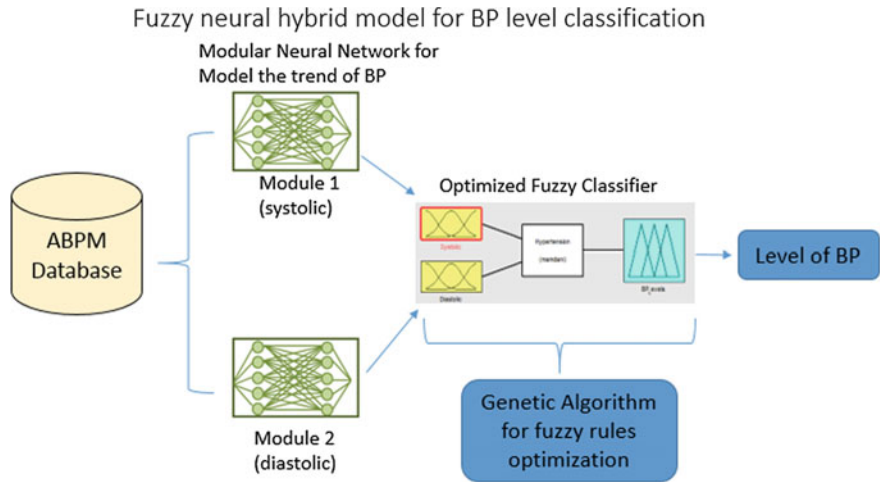 Fuzzy neural hybrid model for BP level classification
Modular Neural Network for
Model the trend of BP
Module 1
(systolic)
ABPM
Database
Optimized Fuzzy Classifier
Systolic
Hypertension
(mamdani)
Diastolic
BP_Levels
Level of BP
Module 2
(diastolic)
Genetic Algorithm
for fuzzy rules
optimization